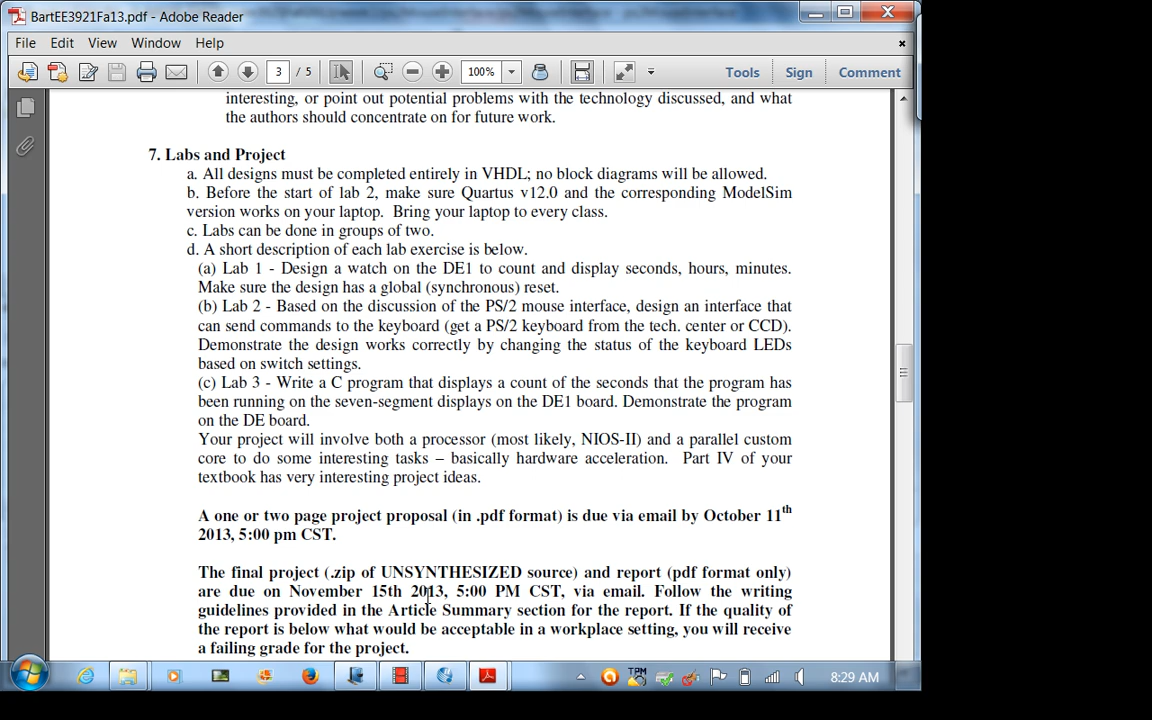 BartEE3921Fa13.pdf - Adobe Reader
File Edit View Window Help
3 / 5 100% Tools Sign Comment
interesting, or point out potential problems with the technology discussed, and what
the authors should concentrate on for future work.
7. Labs and Project
a. All designs must be completed entirely in VHDL; no block diagrams will be allowed.
b. Before the start of lab 2, make sure Quartus v12.0 and the corresponding ModelSim
version works on your laptop. Bring your laptop to every class.
c. Labs can be done in groups of two.
d. A short description of each lab exercise is below.
(a) Lab 1 - Design a watch on the DE1 to count and display seconds, hours, minutes.
Make sure the design has a global (synchronous) reset.
(b) Lab 2 - Based on the discussion of the PS/2 mouse interface, design an interface that
can send commands to the keyboard (get a PS/2 keyboard from the tech. center or CCD).
Demonstrate the design works correctly by changing the status of the keyboard LEDs
based on switch settings.
(c) Lab 3 - Write a C program that displays a count of the seconds that the program has
been running on the seven-segment displays on the DE1 board. Demonstrate the program
on the DE board.
Your project will involve both a processor (most likely, NIOS-II) and a parallel custom
core to do some interesting tasks – basically hardware acceleration. Part IV of your
textbook has very interesting project ideas.
A one or two page project proposal (in .pdf format) is due via email by October 11th
2013, 5:00 pm CST.
The final project (.zip of UNSYNTHESIZED source) and report (pdf format only)
are due on November 15th 2013, 5:00 PM CST, via email. Follow the writing
guidelines provided in the Article Summary section for the report. If the quality of
the report is below what would be acceptable in a workplace setting, you will receive
a failing grade for the project.
8:29 AM